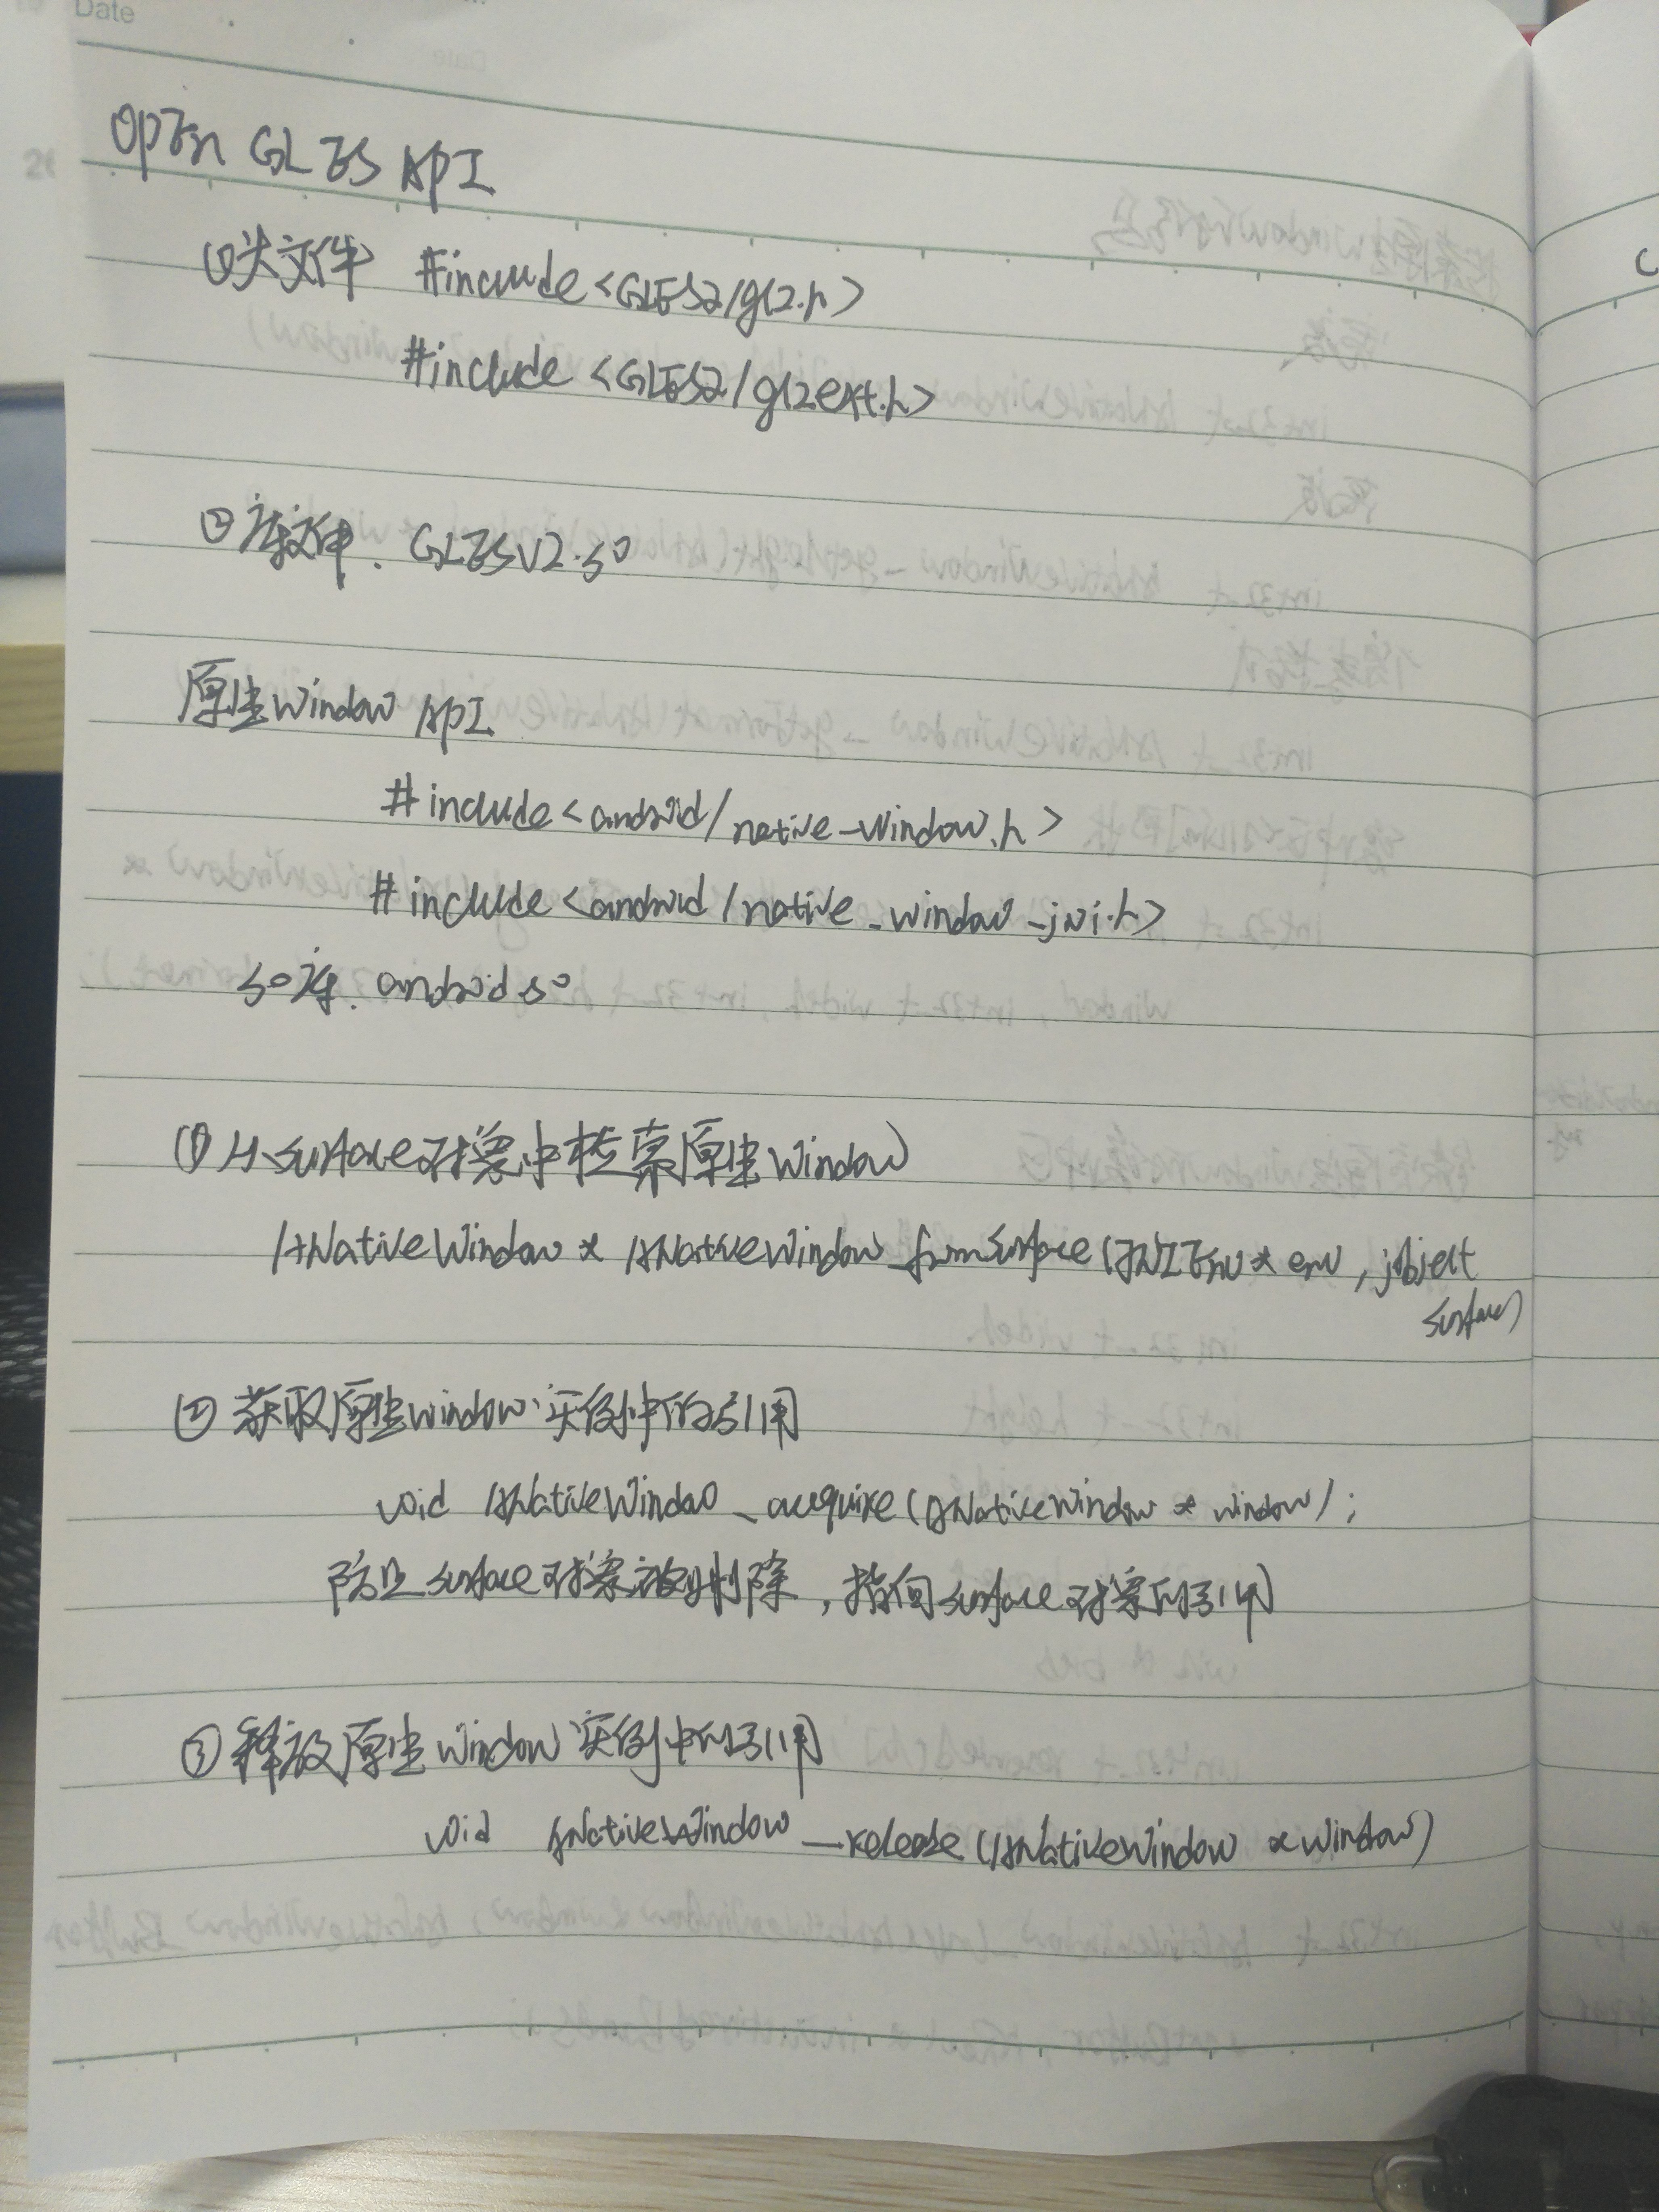 Date
Open GL ES API
①头文件 #include <GLES2/gl2.h>
#include <GLES2/gl2ext.h>
②库文件. GLESV2.so
原生window API
#include <android/native_window.h>
#include <android/native_window_jni.h>
so库. android so
① 从surface对象中检索原生window
ANativeWindow * ANativeWindow_fromSurface (JNIEnv * env, jobject
surface)
② 获取原生window实例中的引用
void ANativeWindow_acquire (ANativeWindow * window);
防止surface对象被删除, 指向surface对象的引用
③ 释放原生window实例中的引用
void ANativeWindow_release (ANativeWindow * window)